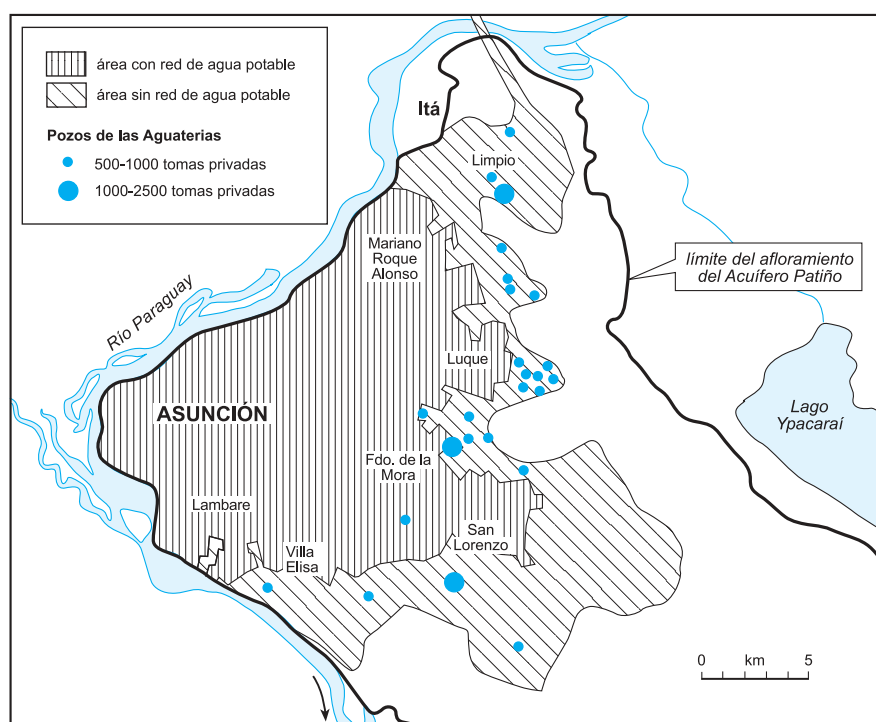 área con red de agua potable
área sin red de agua potable
Pozos de las Aguaterias
500-1000 tomas privadas
1000-2500 tomas privadas
Itá
Limpio
Mariano
Roque
Alonso
límite del afloramiento
del Acuífero Patiño
Río Paraguay
Luque
ASUNCIÓN
Lago
Ypacaraí
Fdo. de la
Mora
Lambare
San
Lorenzo
Villa
Elisa
0 km 5